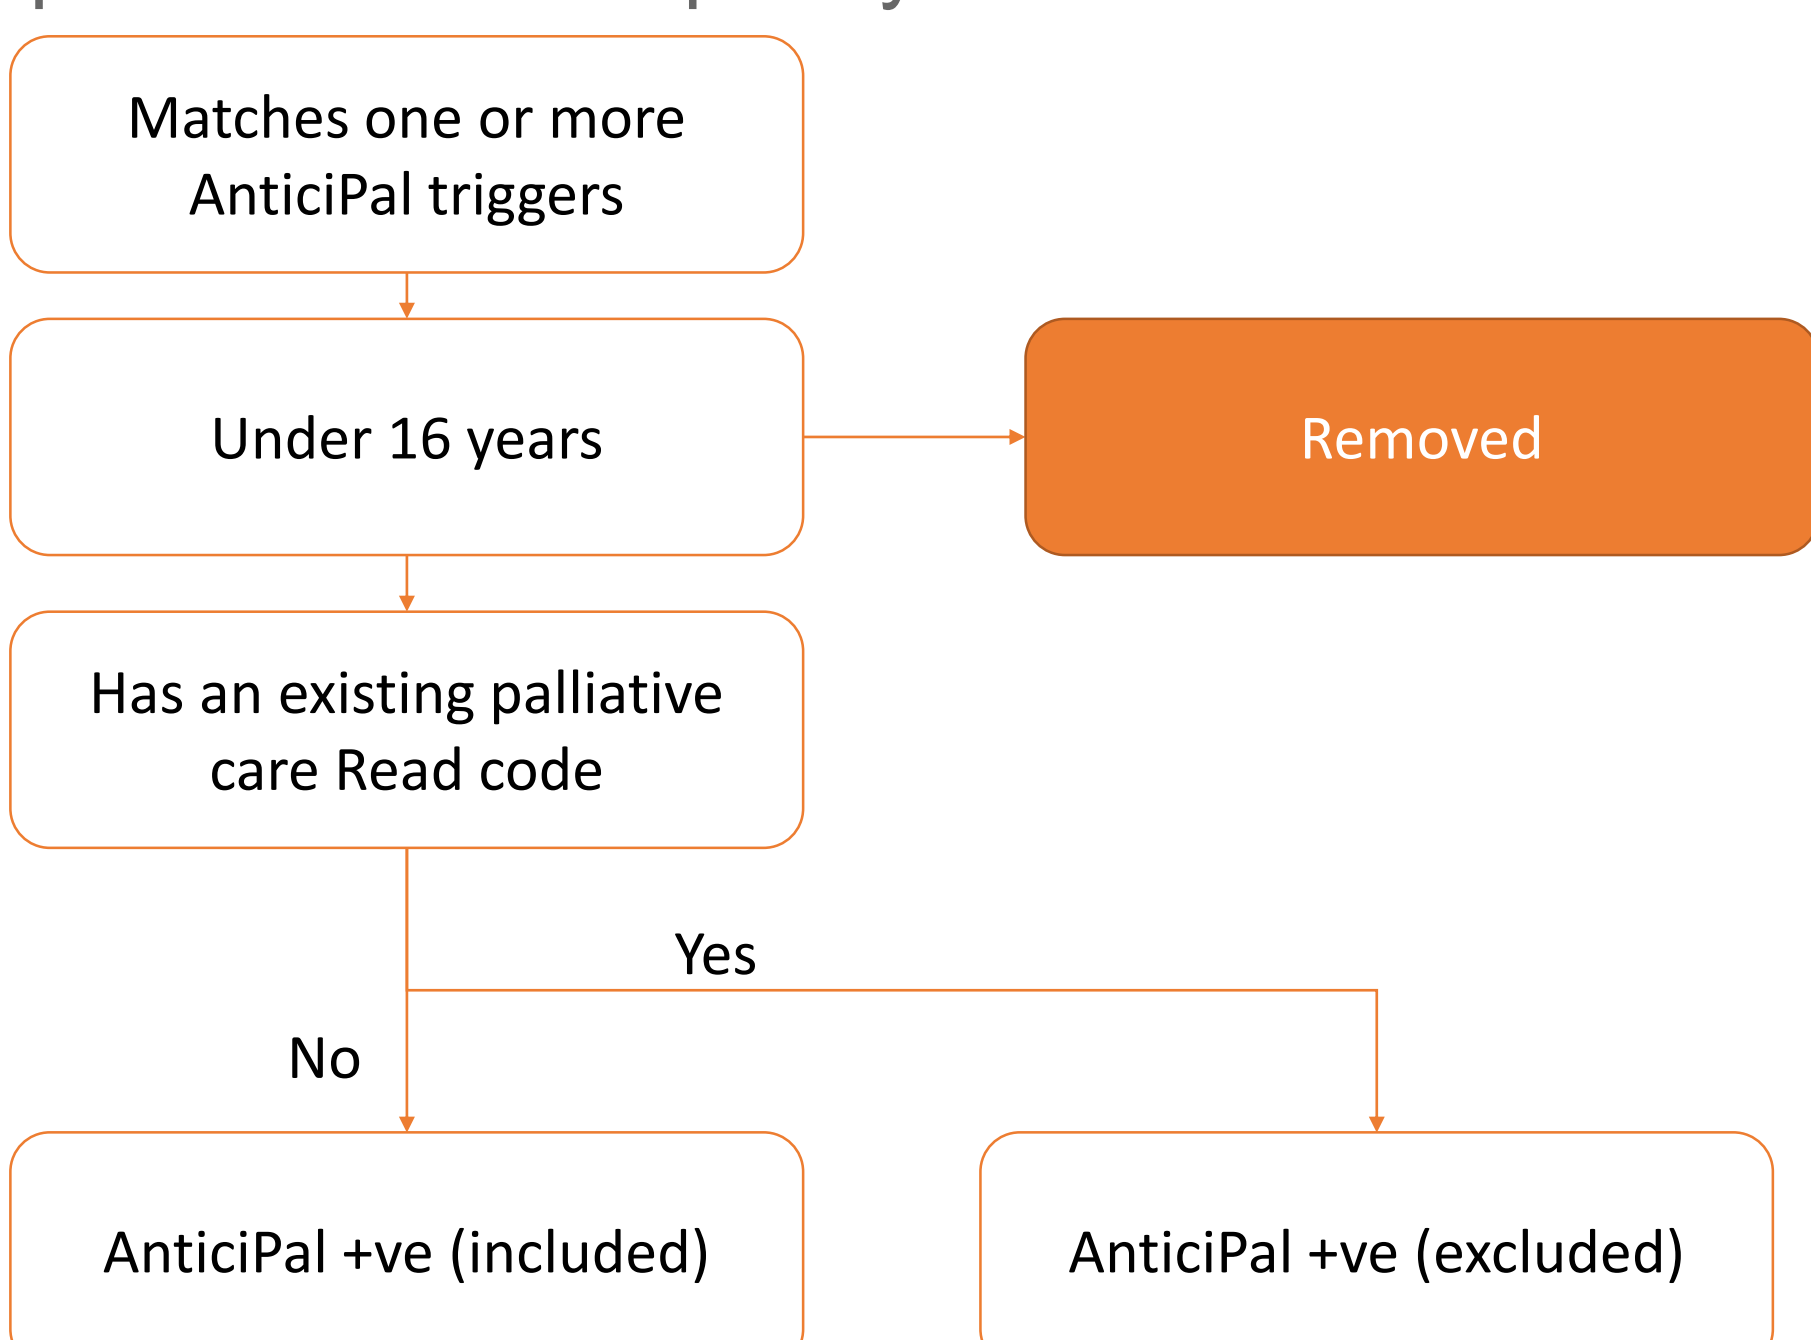 Matches one or more
AnticiPal triggers
Under 16 years
Removed
Has an existing palliative
care Read code
Yes
No
AnticiPal +ve (included)
AnticiPal +ve (excluded)